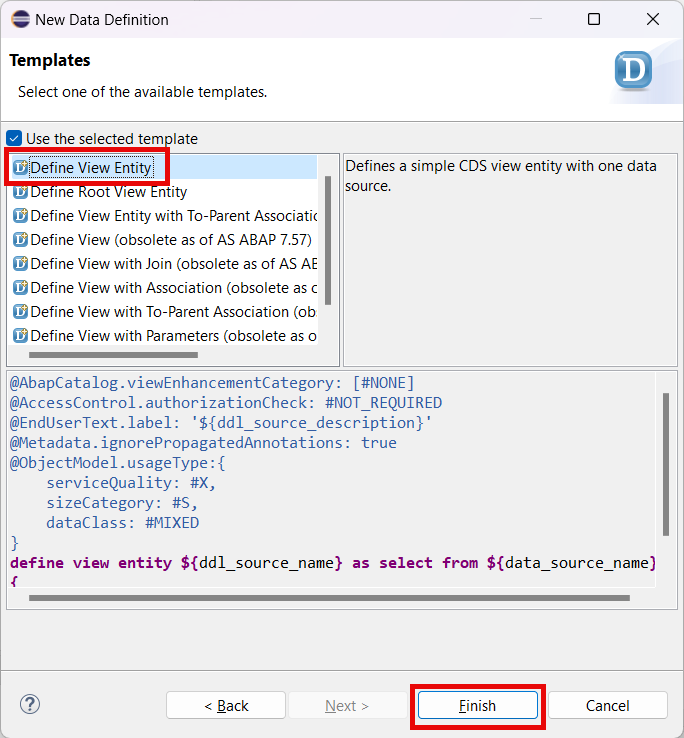 New Data Definition
Templates
Select one of the available templates.
D
Use the selected template
Define View Entity
Define Root View Entity
Define View Entity with To-Parent Associatio
Define View (obsolete as of AS ABAP 7.57)
Define View with Join (obsolete as of AS AB
Define View with Association (obsolete as o
Define View with To-Parent Association (ob
Define View with Parameters (obsolete as o
Defines a simple CDS view entity with one data
source.
@AbapCatalog.viewEnhancementCategory: [#NONE]
@AccessControl.authorizationCheck: #NOT_REQUIRED
@EndUserText.label: '${ddl_source_description}'
@Metadata.ignorePropagatedAnnotations: true
@ObjectModel.usageType:{
    serviceQuality: #X,
    sizeCategory: #S,
    dataClass: #MIXED
}
define view entity ${ddl_source_name} as select from ${data_source_name}
{
?
< Back
Next >
Finish
Cancel